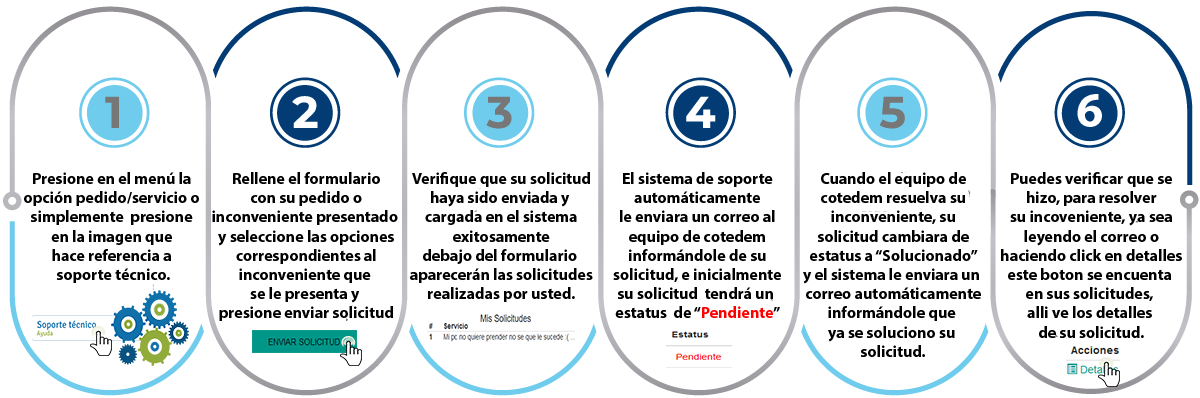 1
Presione en el menú la
opción pedido/servicio o
simplemente presione
en la imagen que
hace referencia a
soporte técnico.
Soporte técnico
Ayuda
2
Rellene el formulario
con su pedido o
inconveniente presentado
y seleccione las opciones
correspondientes al
inconveniente que
se le presenta y
presione enviar solicitud
ENVIAR SOLICITUD
3
Verifique que su solicitud
haya sido enviada y
cargada en el sistema
exitosamente
debajo del formulario
aparecerán las solicitudes
realizadas por usted.
Mis Solicitudes
# Servicio
1 Mi pc no quiere prender no se que le sucede :( ...
4
El sistema de soporte
automáticamente
le enviara un correo al
equipo de cotedem
informándole de su
solicitud, e inicialmente
su solicitud tendrá un
estatus de “Pendiente”
Estatus
Pendiente
5
Cuando el equipo de
cotedem resuelva su
inconveniente, su
solicitud cambiara de
estatus a “Solucionado”
y el sistema le enviara un
correo automáticamente
informándole que
ya se soluciono su
solicitud.
6
Puedes verificar que se
hizo, para resolver
su incoveniente, ya sea
leyendo el correo o
haciendo click en detalles
este boton se encuenta
en sus solicitudes,
alli ve los detalles
de su solicitud.
Acciones
Detalles